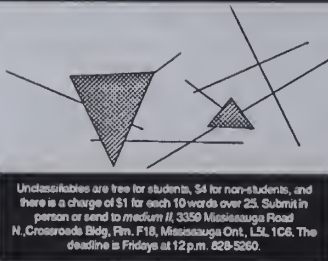 Unclassifiables are free for students, $4 for non-students, and
there is a charge of $1 for each 10 words over 25. Submit in
person or send to medium II, 3359 Mississauga Road
N.,Crossroads Bldg, Rm. F18, Mississauga Ont., L5L 1C6. The
deadline is Fridays at 12 p.m. 828-5260.